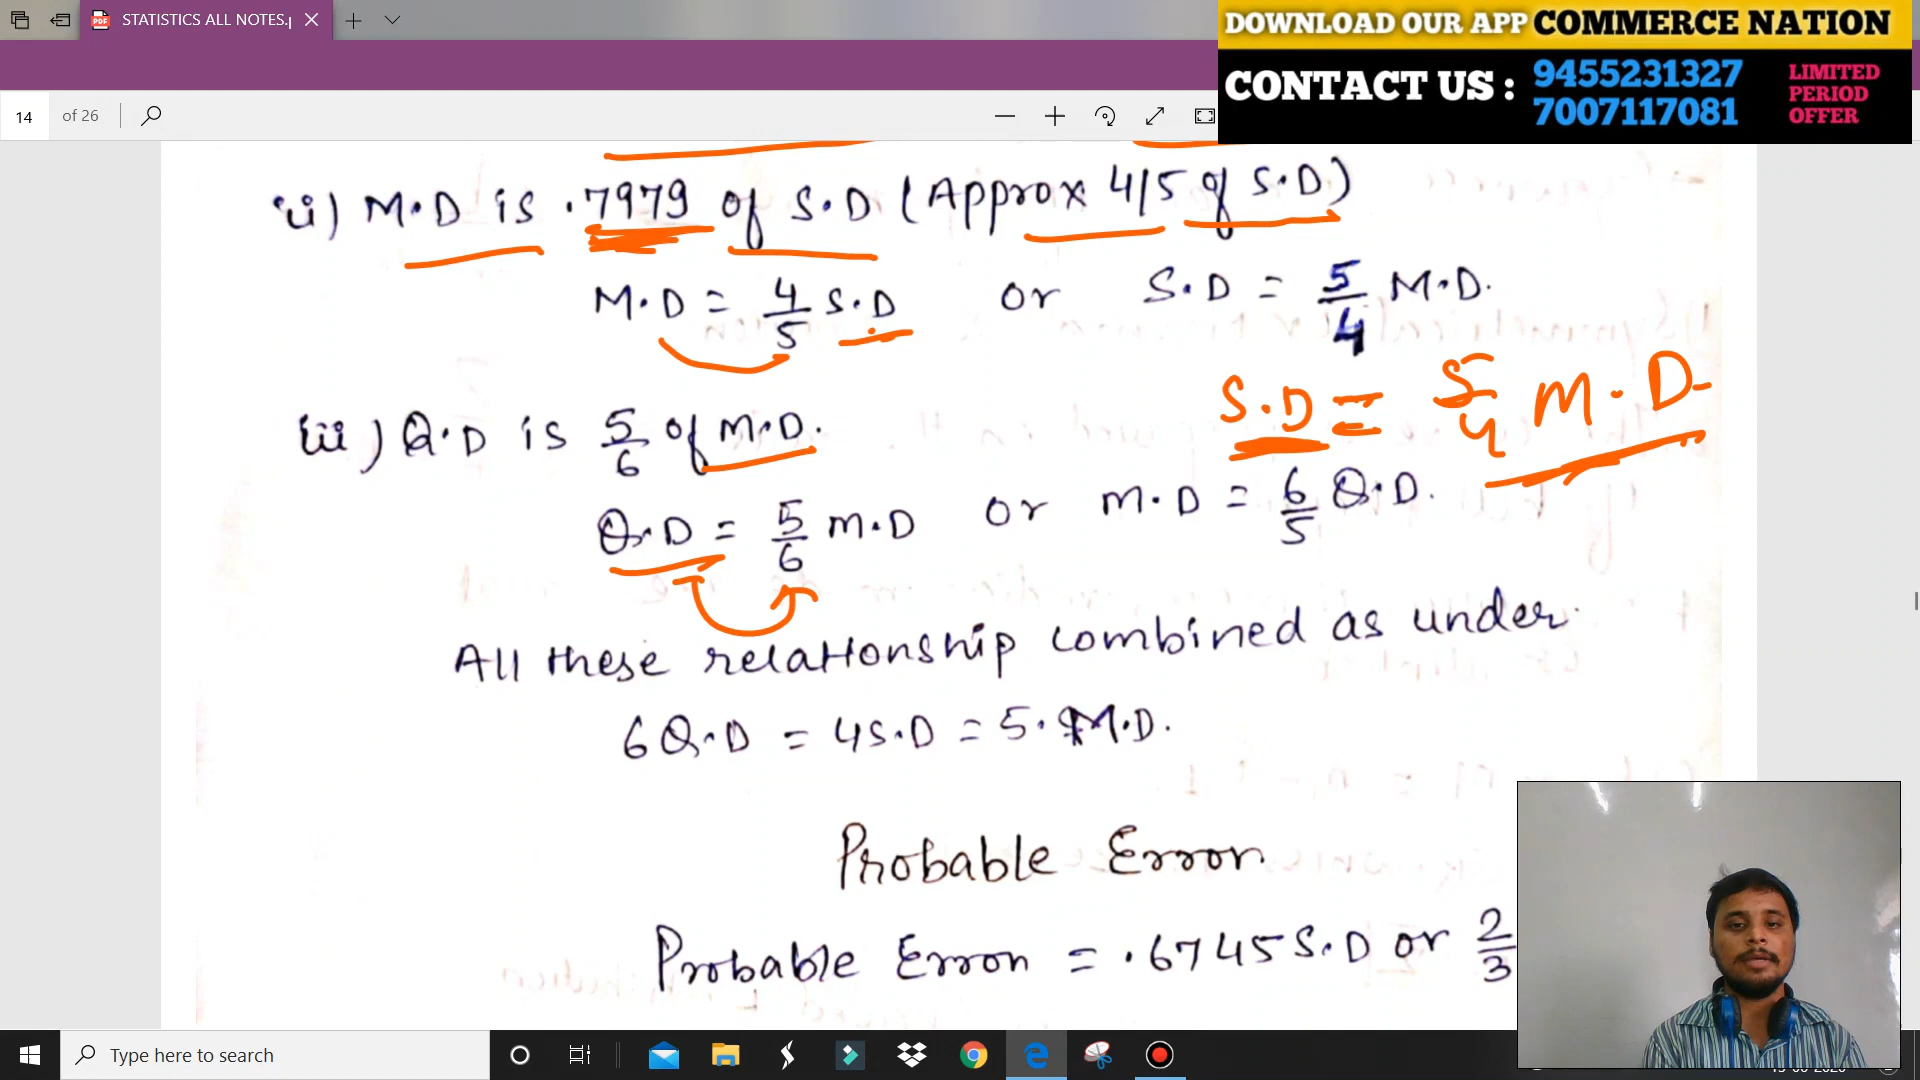 STATISTICS ALL NOTES.p
DOWNLOAD OUR APP COMMERCE NATION
CONTACT US : 9455231327
7007117081
LIMITED
PERIOD
OFFER
14 of 26
ii) M.D is .7979 of S.D (Approx 4/5 of S.D)
M.D = 4/5 S.D or S.D = 5/4 M.D.
S.D = 5/4 M.D
iii) Q.D is 5/6 of M.D.
Q.D = 5/6 M.D or M.D = 6/5 Q.D.
All these relationship combined as under
6Q.D = 4S.D = 5.M.D.
Probable Error
Probable Error = .6745 S.D or 2/3
Type here to search